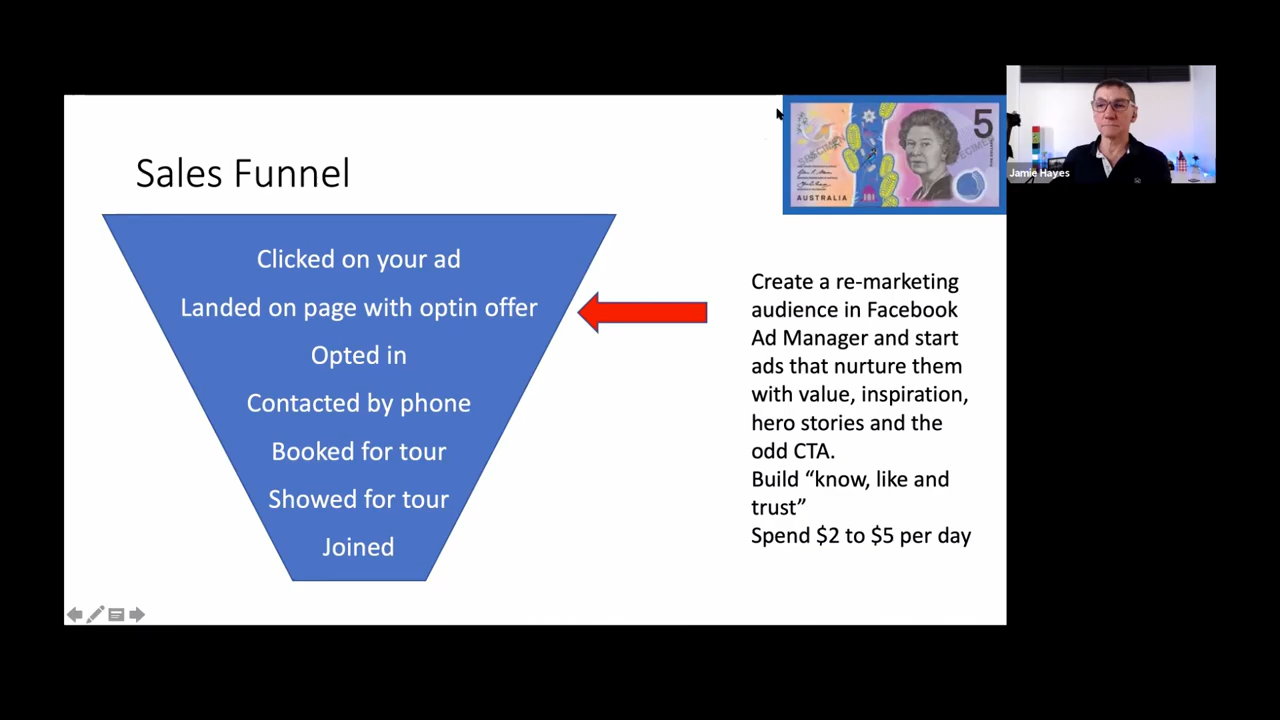 Sales Funnel
Clicked on your ad
Landed on page with optin offer
Opted in
Contacted by phone
Booked for tour
Showed for tour
Joined
5
SPECIMEN
AUSTRALIA
Create a re-marketing
audience in Facebook
Ad Manager and start
ads that nurture them
with value, inspiration,
hero stories and the
odd CTA.
Build “know, like and
trust”
Spend $2 to $5 per day
Jamie Hayes